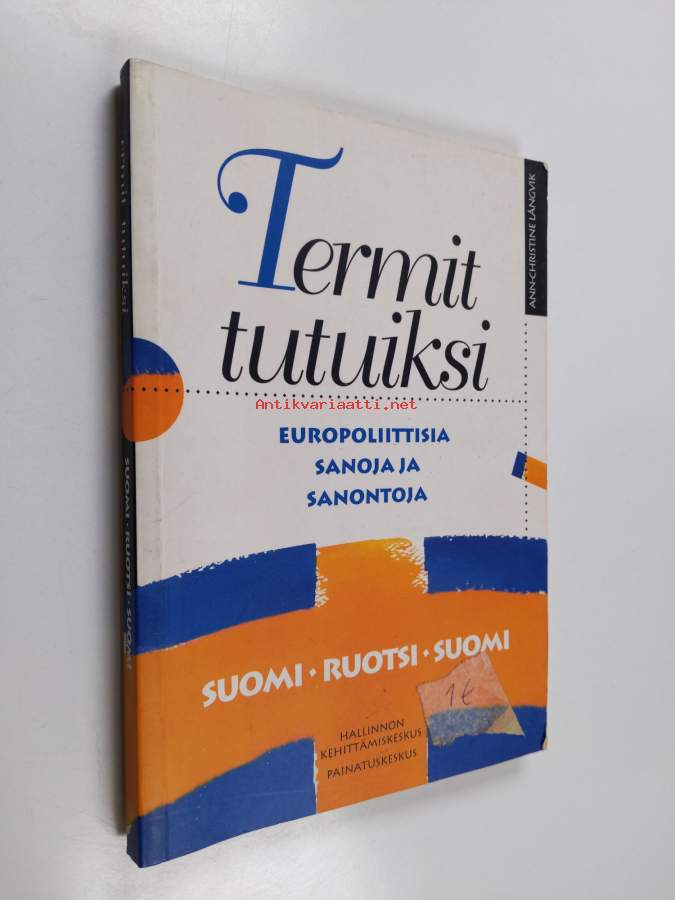 Termit
tutuiksi
ANN-CHRISTINE LÅNGVIK
Antikvariaatti.net
EUROPOLIITTISIA
SANOJA JA
SANONTOJA
SUOMI • RUOTSI • SUOMI
1 €
HALLINNON
KEHITTÄMISKESKUS
PAINATUSKESKUS
Termit tutuiksi
SUOMI • RUOTSI • SUOMI